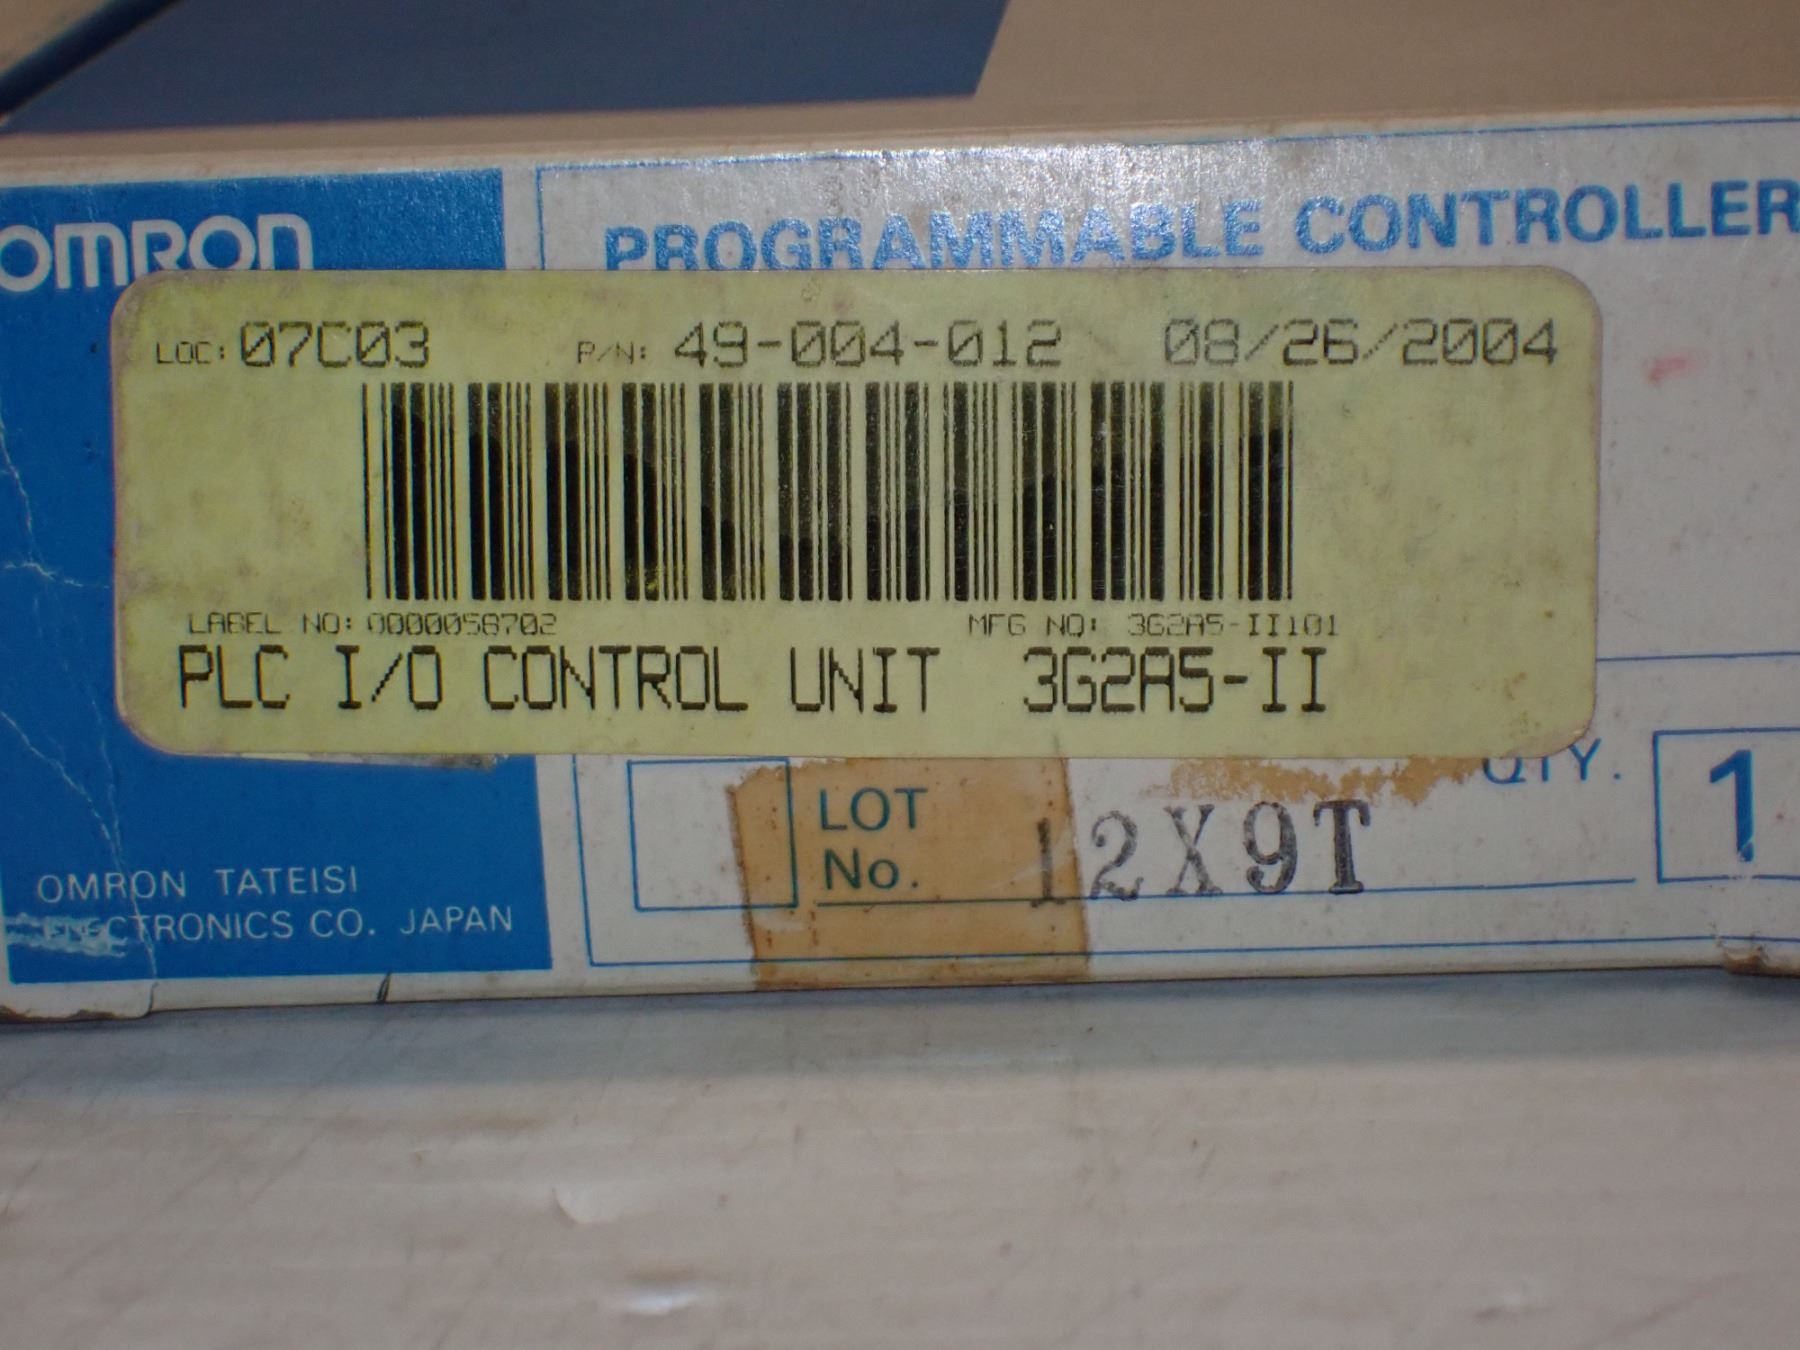 OMRON
PROGRAMMABLE CONTROLLER
LOC: 07C03 P/N: 49-004-012 08/26/2004
LABEL NO: 0000058702 MFG NO: 3G2A5-II101
PLC I/O CONTROL UNIT 3G2A5-II
QTY. 1
LOT
No. 12X9T
OMRON TATEISI
ELECTRONICS CO. JAPAN